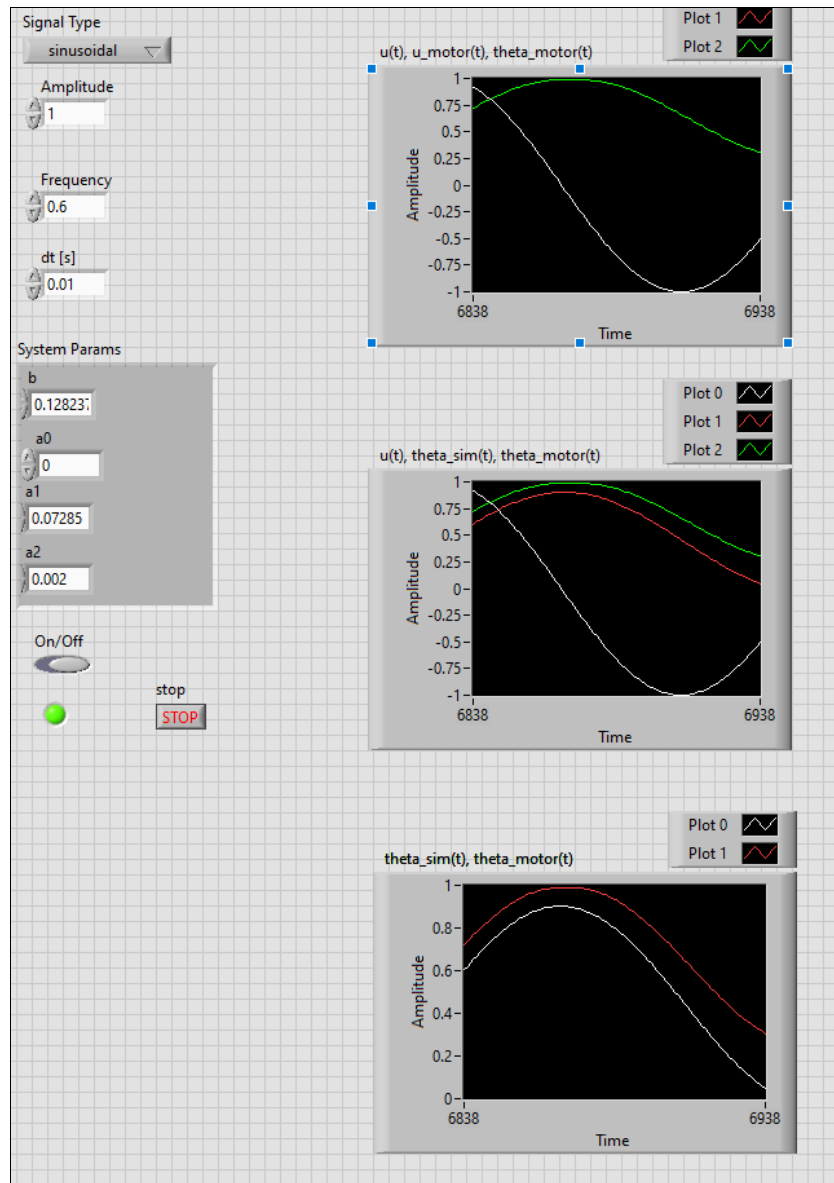 Signal Type
sinusoidal
Amplitude
1
Frequency
0.6
dt [s]
0.01
System Params
b
0.128237
a0
0
a1
0.07285
a2
0.002
On/Off
stop
STOP
Plot 1
Plot 2
u(t), u_motor(t), theta_motor(t)
Amplitude
1
0.75
0.5
0.25
0
-0.25
-0.5
-0.75
-1
6838
6938
Time
Plot 0
Plot 1
Plot 2
u(t), theta_sim(t), theta_motor(t)
Amplitude
1
0.75
0.5
0.25
0
-0.25
-0.5
-0.75
-1
6838
6938
Time
Plot 0
Plot 1
theta_sim(t), theta_motor(t)
Amplitude
1
0.8
0.6
0.4
0.2
0
6838
6938
Time